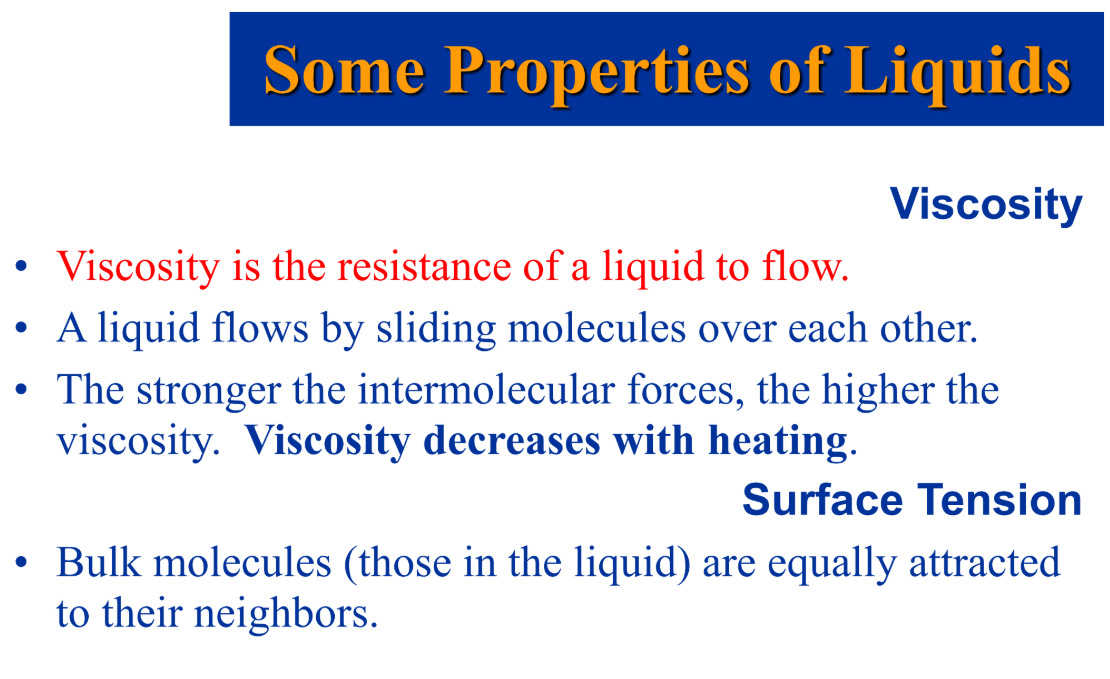 Some Properties of Liquids
Viscosity
• Viscosity is the resistance of a liquid to flow.
• A liquid flows by sliding molecules over each other.
• The stronger the intermolecular forces, the higher the
viscosity.  Viscosity decreases with heating.
Surface Tension
• Bulk molecules (those in the liquid) are equally attracted
to their neighbors.